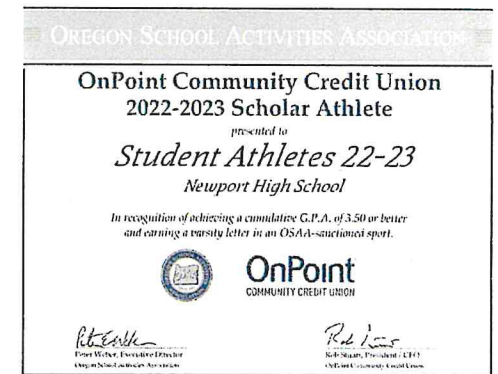 OREGON SCHOOL ACTIVITIES ASSOCIATION
OnPoint Community Credit Union
2022-2023 Scholar Athlete
presented to
Student Athletes 22-23
Newport High School
In recognition of achieving a cumulative G.P.A. of 3.50 or better
and earning a varsity letter in an OSAA-sanctioned sport.
OnPoint
COMMUNITY CREDIT UNION
Peter Weber, Executive Director
Oregon School Activities Association
Rob Stuart, President / CEO
OnPoint Community Credit Union